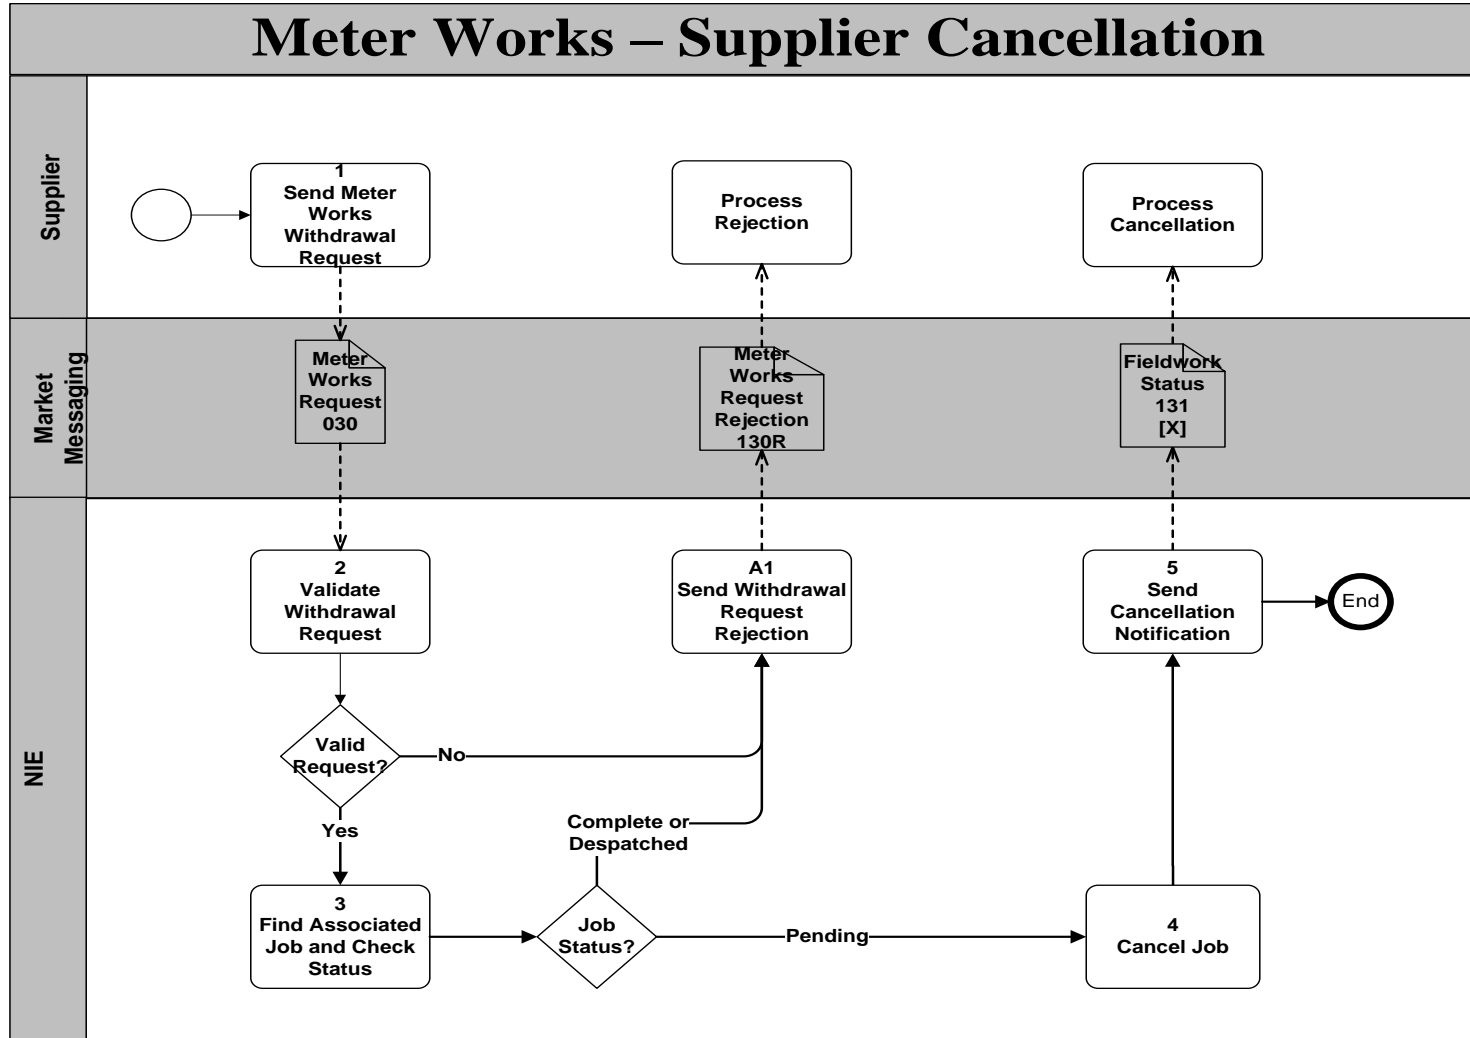 Meter Works – Supplier Cancellation
Supplier
1
Send Meter
Works
Withdrawal
Request
Process
Rejection
Process
Cancellation
Market
Messaging
Meter
Works
Request
030
Meter
Works
Request
Rejection
130R
Fieldwork
Status
131
[X]
NIE
2
Validate
Withdrawal
Request
A1
Send Withdrawal
Request
Rejection
5
Send
Cancellation
Notification
End
Valid
Request?
No
Yes
Complete or
Despatched
3
Find Associated
Job and Check
Status
Job
Status?
Pending
4
Cancel Job